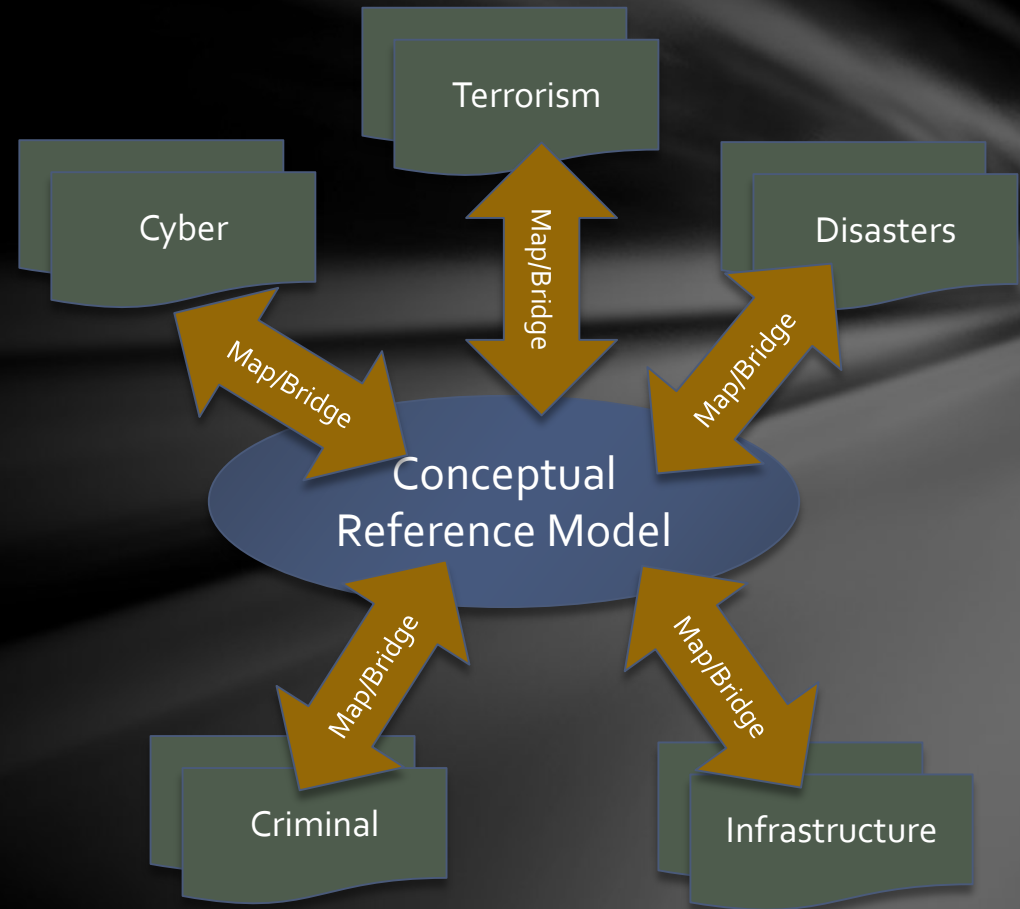 Terrorism
Cyber
Disasters
Map/Bridge
Map/Bridge
Map/Bridge
Conceptual
Reference Model
Map/Bridge
Map/Bridge
Criminal
Infrastructure